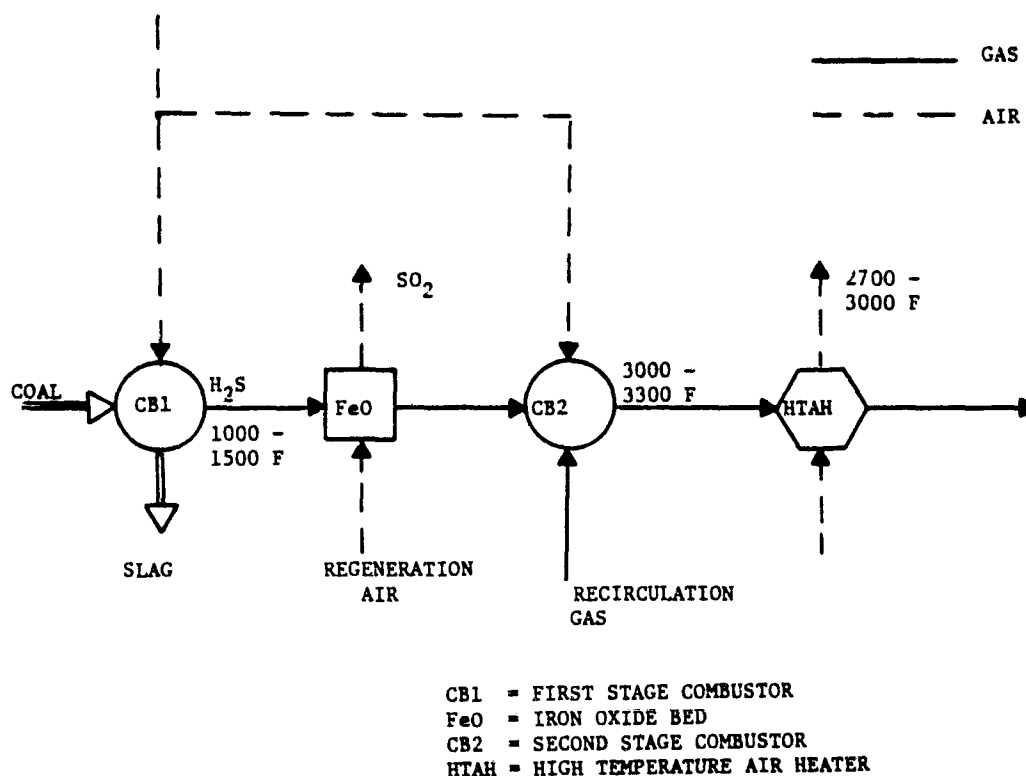 GAS
AIR
SO2
2700 -
3000 F
COAL
CB1
H2S
1000 -
1500 F
FeO
CB2
3000 -
3300 F
HTAH
SLAG
REGENERATION
AIR
RECIRCULATION
GAS
CB1 = FIRST STAGE COMBUSTOR
FeO = IRON OXIDE BED
CB2 = SECOND STAGE COMBUSTOR
HTAH = HIGH TEMPERATURE AIR HEATER